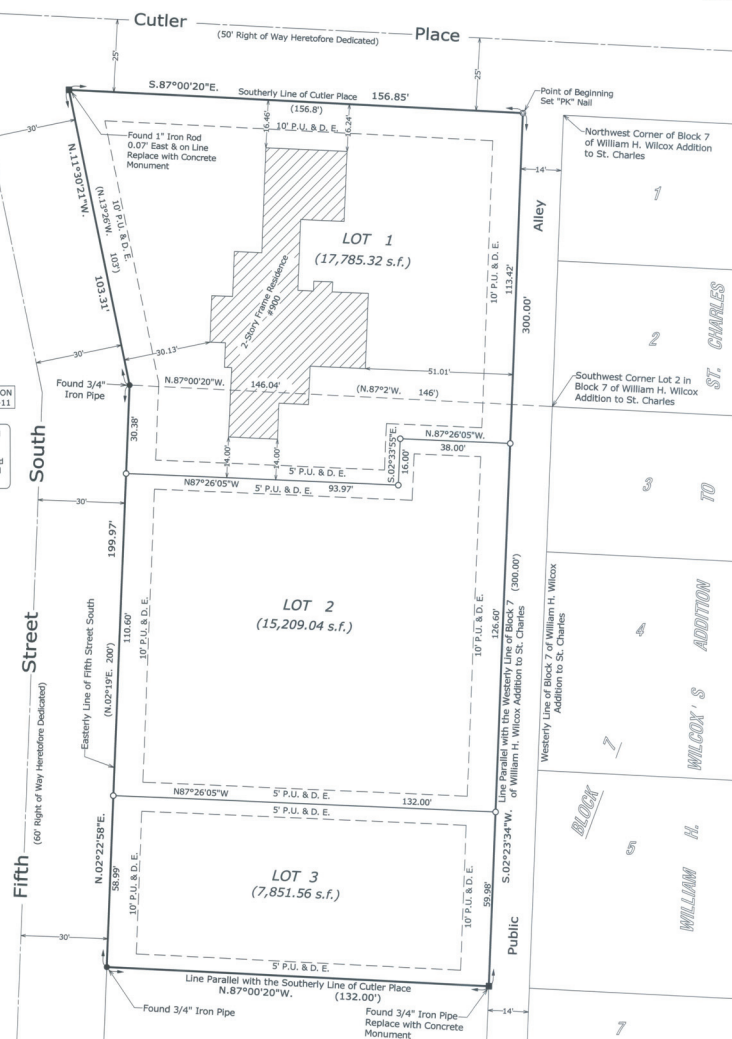 Cutler
Place
(50' Right of Way Heretofore Dedicated)
25'
25'
S.87°00'20"E.
Southerly Line of Cutler Place
156.85'
(156.8')
10' P.U. & D.E.
16.46'
16.24'
Point of Beginning
Set "PK" Nail
Northwest Corner of Block 7
of William H. Wilcox Addition
to St. Charles
30'
Found 1" Iron Rod
0.07' East & on Line
Replace with Concrete
Monument
N.11°30'21"W.
103.31'
(N.13°26'W. 103')
10' P.U. & D.E.
14'
Alley
LOT 1
(17,785.32 s.f.)
2-Story Frame Residence
#900
10' P.U. & D.E.
113.42'
300.00'
1
2
ST. CHARLES
30'
30.13'
51.01'
Found 3/4"
Iron Pipe
N.87°00'20"W.
146.04'
(N.87°2'W. 146')
Southwest Corner Lot 2 in
Block 7 of William H. Wilcox
Addition to St. Charles
ON
-11
South
30.38'
14.00'
14.00'
5' P.U. & D.E.
S.02°33'55"E.
16.00'
N.87°26'05"W.
38.00'
N87°26'05"W
5' P.U. & D.E.
93.97'
30'
199.97'
3
TO
LOT 2
(15,209.04 s.f.)
110.60'
10' P.U. & D.E.
10' P.U. & D.E.
126.60'
(300.00')
Line Parallel with the Westerly Line of Block 7
of William H. Wilcox Addition to St. Charles
Westerly Line of Block 7 of William H. Wilcox
Addition to St. Charles
4
ADDITION
Street
Easterly Line of Fifth Street South
(N.02°19'E. 200')
(60' Right of Way Heretofore Dedicated)
7
BLOCK
WILCOX'S
N87°26'05"W
5' P.U. & D.E.
132.00'
5' P.U. & D.E.
N.02°22'58"E.
58.99'
10' P.U. & D.E.
LOT 3
(7,851.56 s.f.)
10' P.U. & D.E.
59.98'
S.02°23'34"W.
5
WILLIAM H.
Fifth
Public
30'
5' P.U. & D.E.
Line Parallel with the Southerly Line of Cutler Place
N.87°00'20"W.
(132.00')
Found 3/4" Iron Pipe
Found 3/4" Iron Pipe
Replace with Concrete
Monument
14'
7